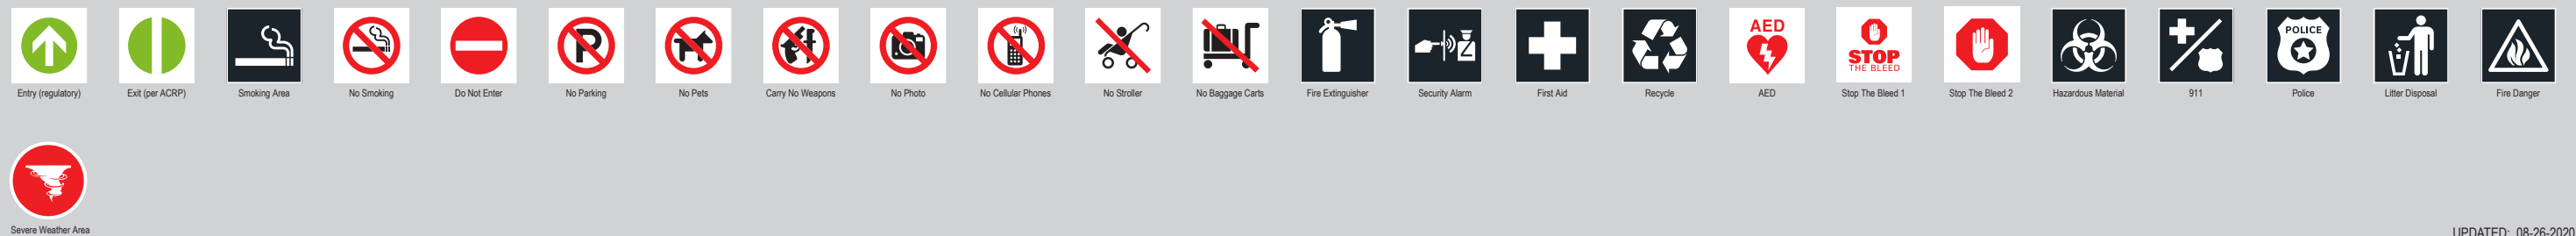 AED
STOP
THE BLEED
POLICE
Entry (regulatory) Exit (per ACRP) Smoking Area No Smoking Do Not Enter No Parking No Pets Carry No Weapons No Photo No Cellular Phones No Stroller No Baggage Carts Fire Extinguisher Security Alarm First Aid Recycle AED Stop The Bleed 1 Stop The Bleed 2 Hazardous Material 911 Police Litter Disposal Fire Danger
Severe Weather Area
UPDATED: 08-26-2020